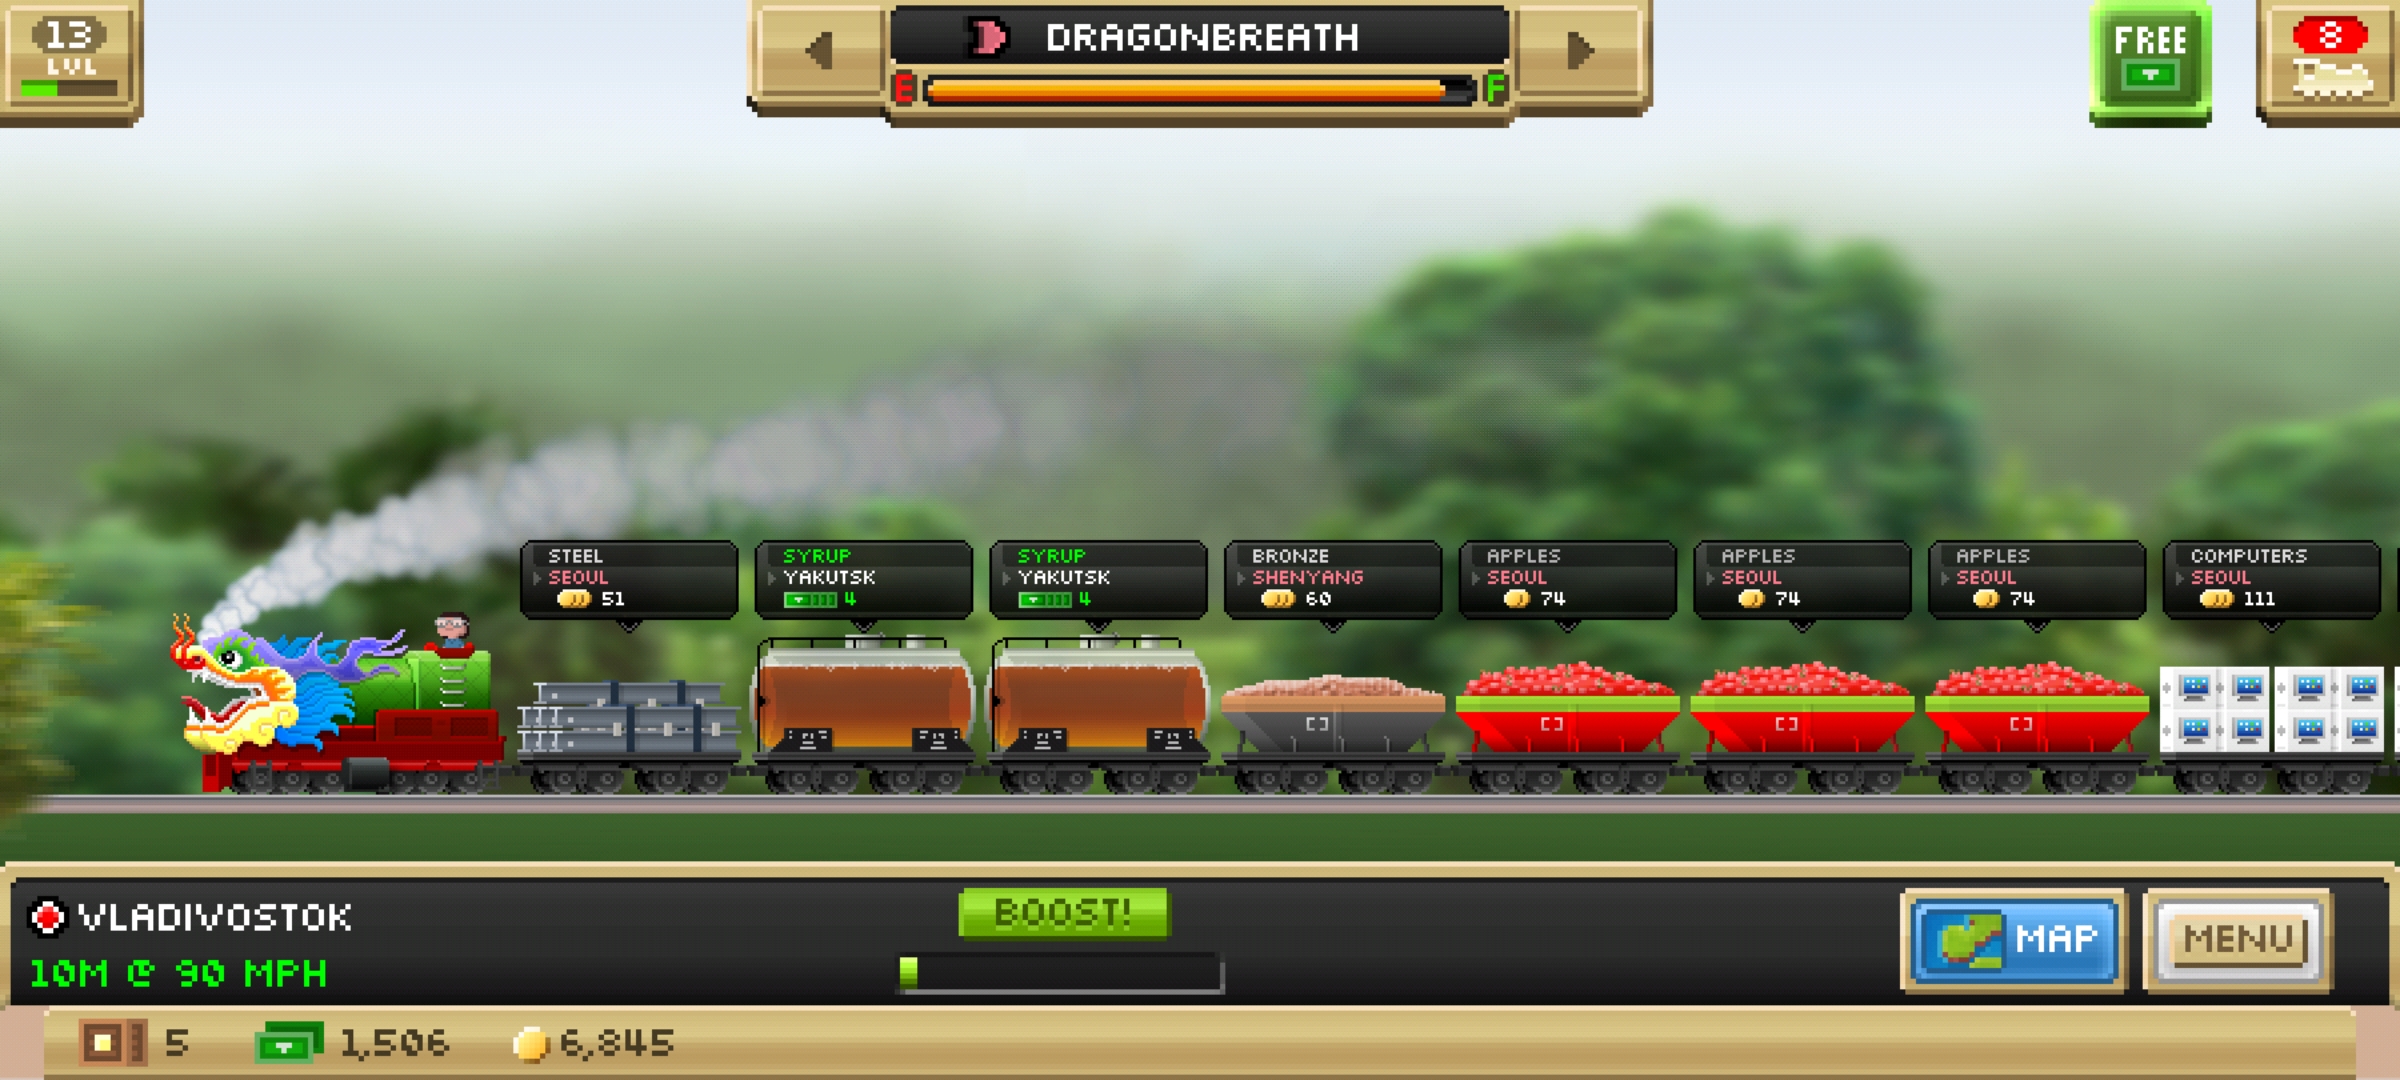 13
LVL
DRAGONBREATH
E
F
FREE
8
STEEL
SEOUL
51
SYRUP
YAKUTSK
4
SYRUP
YAKUTSK
4
BRONZE
SHENYANG
60
APPLES
SEOUL
74
APPLES
SEOUL
74
APPLES
SEOUL
74
COMPUTERS
SEOUL
111
VLADIVOSTOK
10M @ 90 MPH
BOOST!
MAP
MENU
5
1,506
6,845